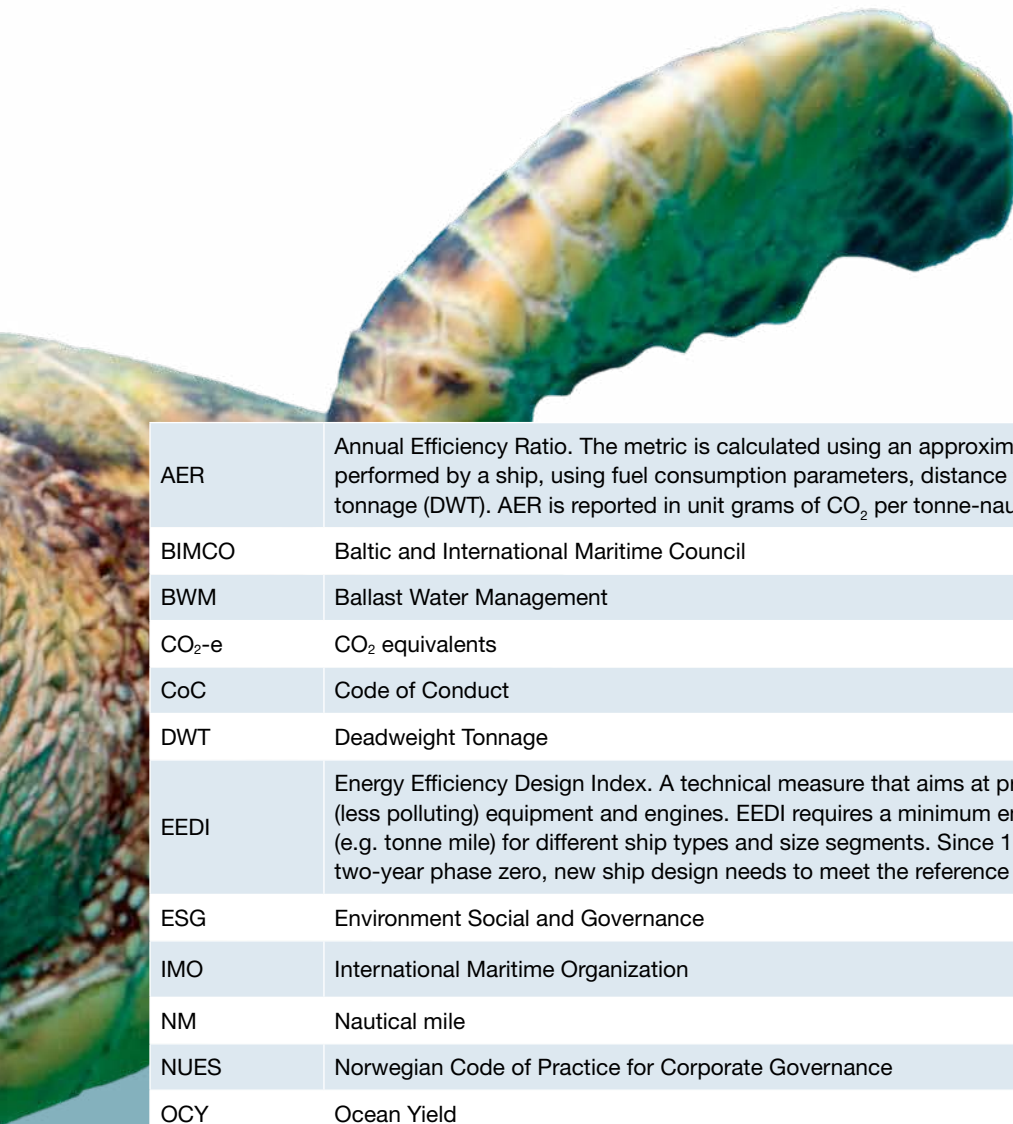 AER
Annual Efficiency Ratio. The metric is calculated using an approxim
performed by a ship, using fuel consumption parameters, distance
tonnage (DWT). AER is reported in unit grams of CO₂ per tonne-nau
BIMCO Baltic and International Maritime Council
BWM Ballast Water Management
CO₂-e CO₂ equivalents
CoC Code of Conduct
DWT Deadweight Tonnage
EEDI
Energy Efficiency Design Index. A technical measure that aims at pr
(less polluting) equipment and engines. EEDI requires a minimum en
(e.g. tonne mile) for different ship types and size segments. Since 1
two-year phase zero, new ship design needs to meet the reference
ESG Environment Social and Governance
IMO International Maritime Organization
NM Nautical mile
NUES Norwegian Code of Practice for Corporate Governance
OCY Ocean Yield